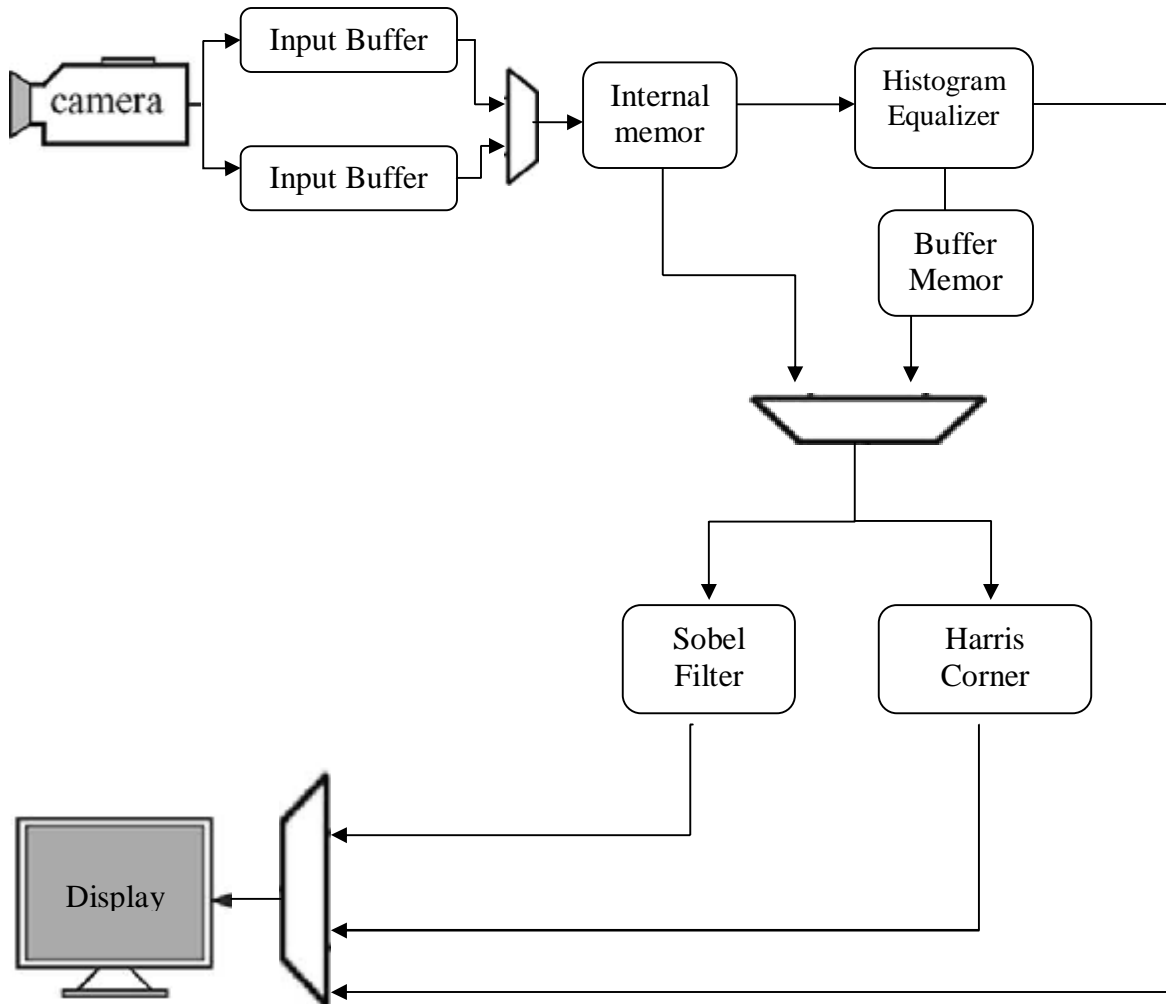 camera
Input Buffer
Input Buffer
Internal
memor
Histogram
Equalizer
Buffer
Memor
Sobel
Filter
Harris
Corner
Display